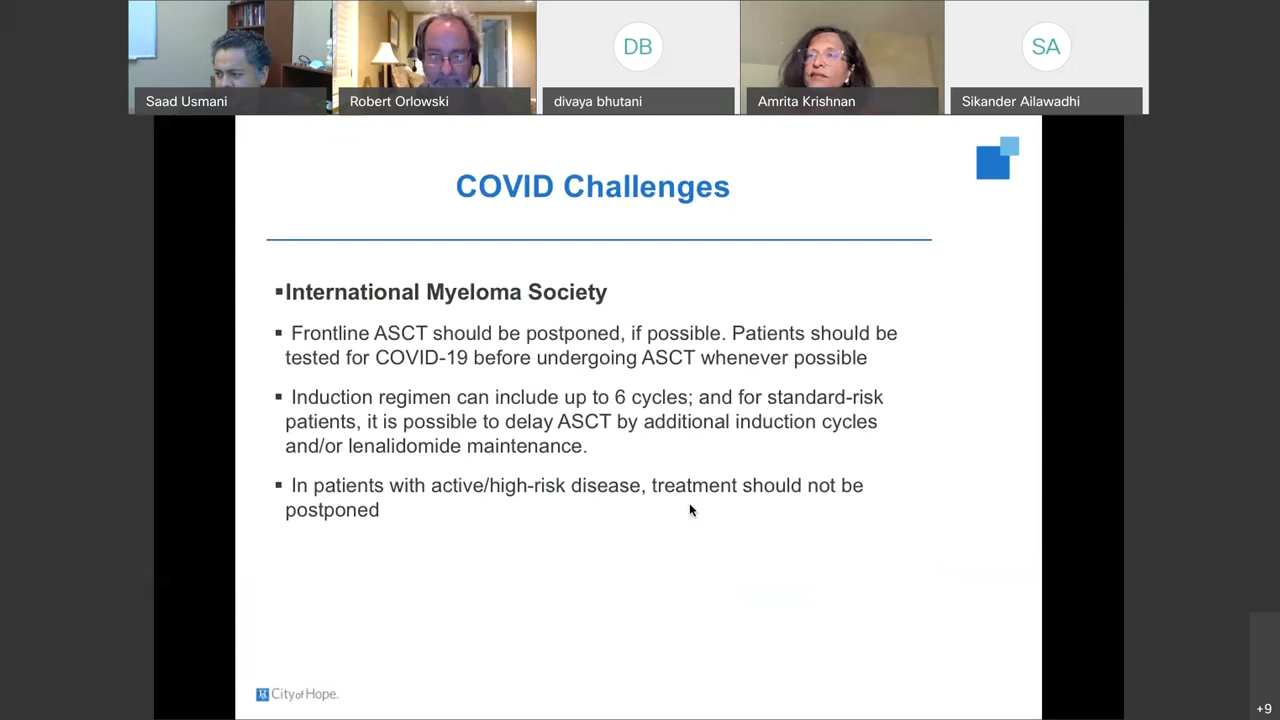 DB
SA
Saad Usmani
Robert Orlowski
divaya bhutani
Amrita Krishnan
Sikander Ailawadhi
COVID Challenges
▪International Myeloma Society
▪ Frontline ASCT should be postponed, if possible. Patients should be
tested for COVID-19 before undergoing ASCT whenever possible
▪ Induction regimen can include up to 6 cycles; and for standard-risk
patients, it is possible to delay ASCT by additional induction cycles
and/or lenalidomide maintenance.
▪ In patients with active/high-risk disease, treatment should not be
postponed
City of Hope.
+9